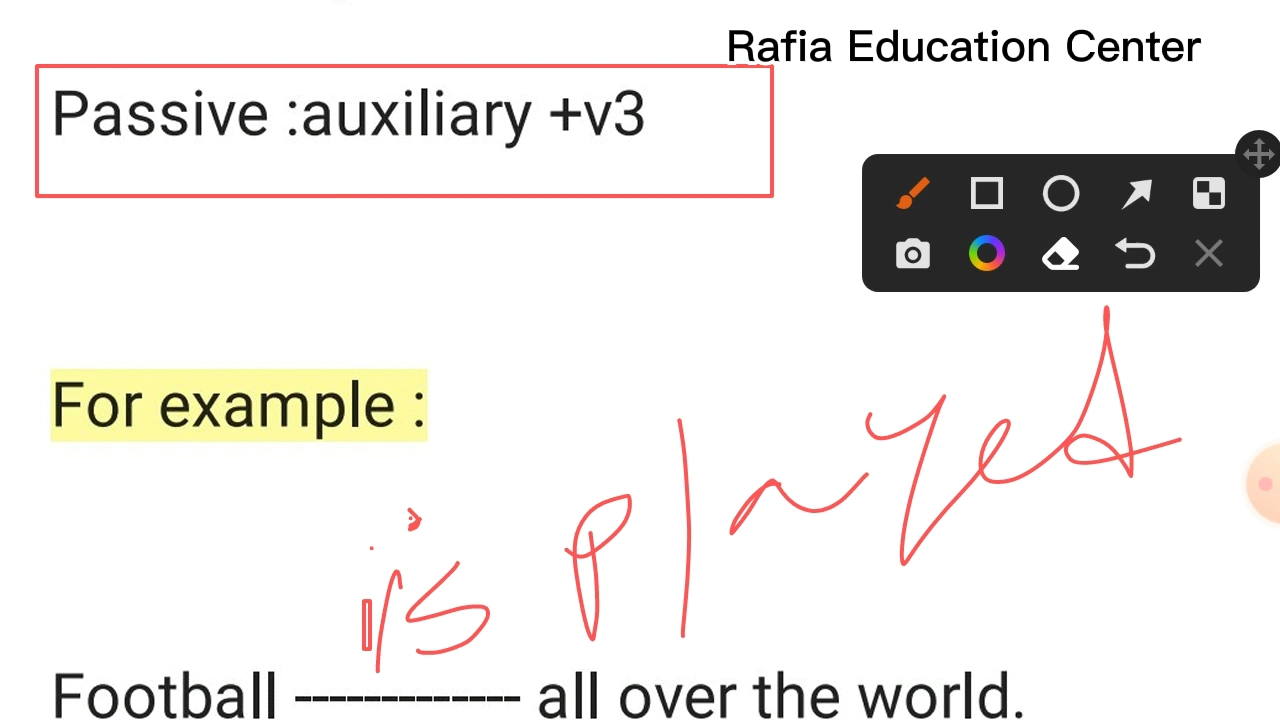 Rafia Education Center
Passive :auxiliary +v3
For example :
is played
Football ------------- all over the world.